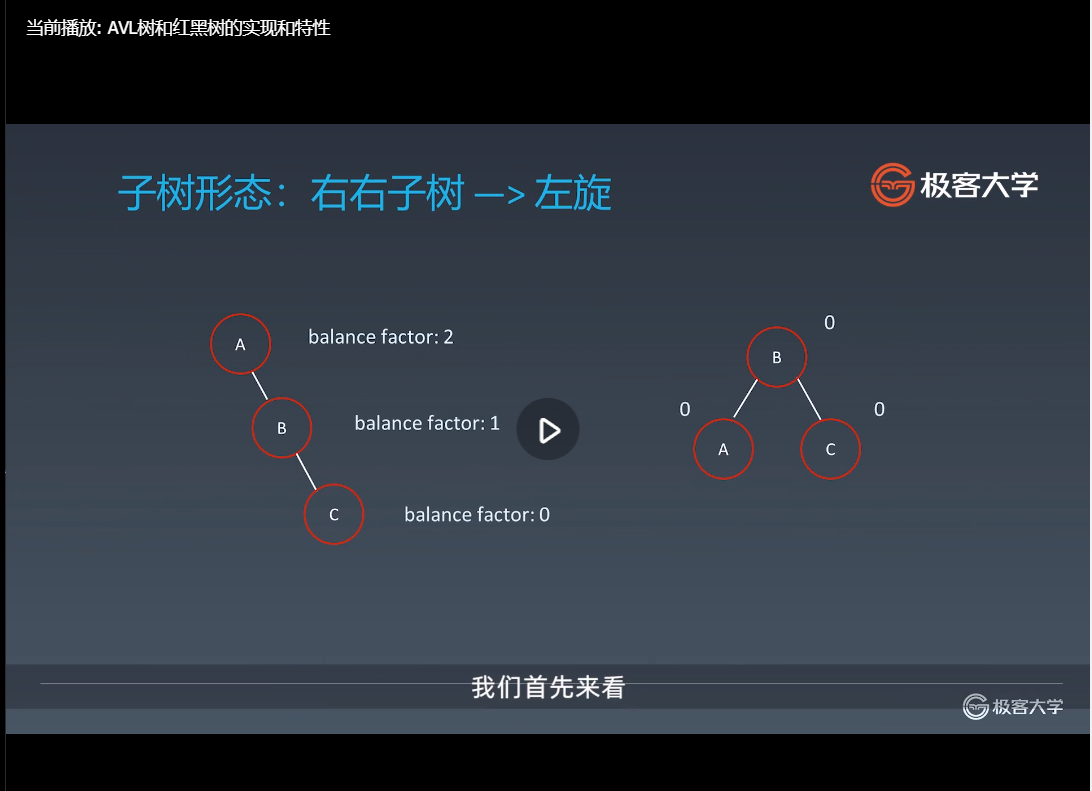 当前播放: AVL树和红黑树的实现和特性
子树形态：右右子树 —> 左旋
极客大学
A
balance factor: 2
B
balance factor: 1
C
balance factor: 0
0
B
0
0
A
C
我们首先来看
极客大学